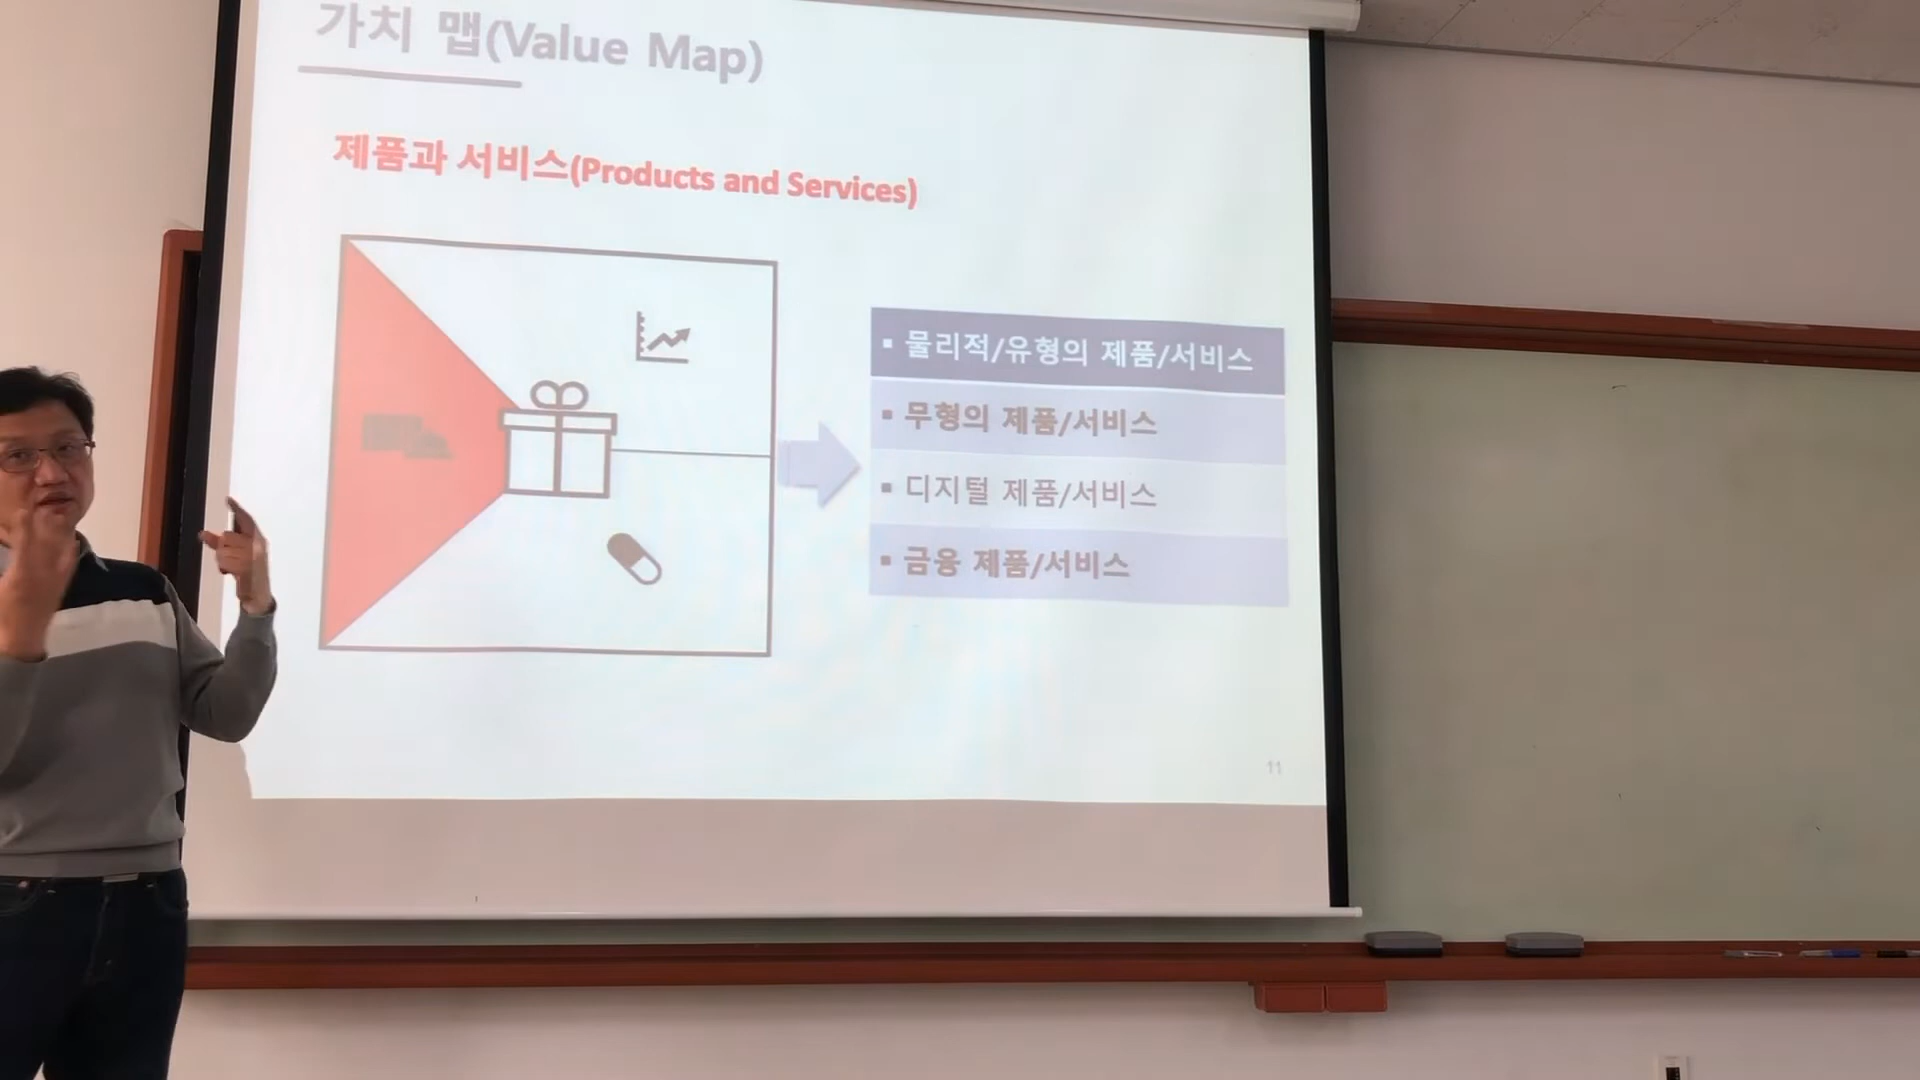 가치 맵(Value Map)
제품과 서비스(Products and Services)
▪ 물리적/유형의 제품/서비스
▪ 무형의 제품/서비스
▪ 디지털 제품/서비스
▪ 금융 제품/서비스
11